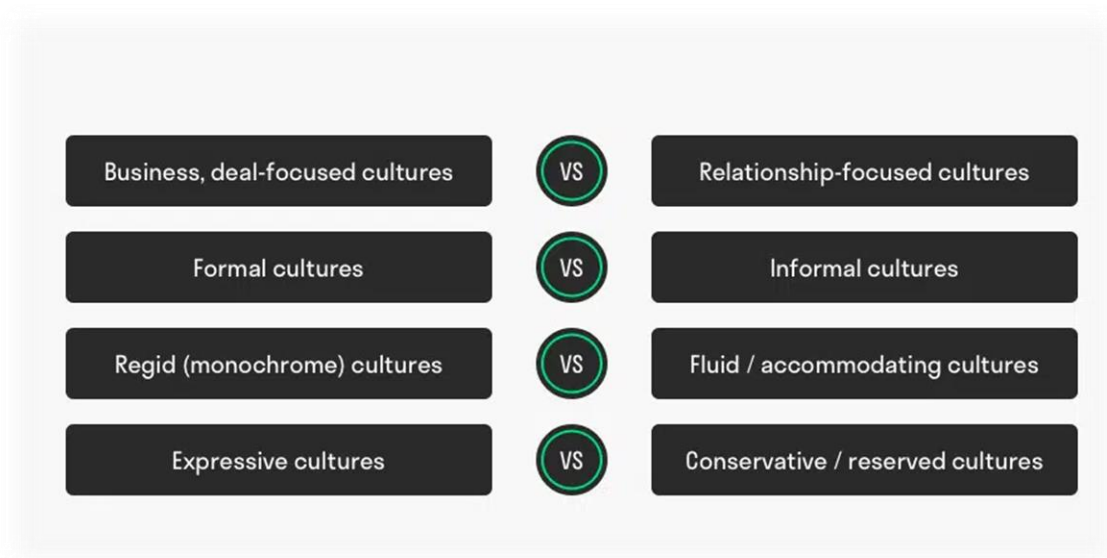 Business, deal-focused cultures VS Relationship-focused cultures
Formal cultures VS Informal cultures
Regid (monochrome) cultures VS Fluid / accommodating cultures
Expressive cultures VS Conservative / reserved cultures